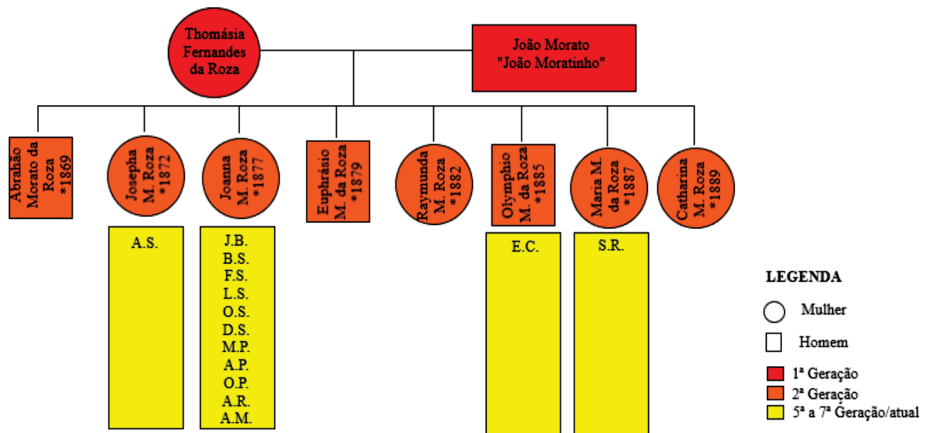 Thomásia
Fernandes
da Roza
João Morato
"João Moratinho"
Abrahão
Morato da
Roza
*1869
Josepha
M. Roza
*1872
Joanna
M. Roza
*1877
Euphrásio
M. da Roza
*1879
Raymunda
M. Roza
*1882
Olymphio
M. da Roza
*1885
Maria M.
da Roza
*1887
Catharina
M. Roza
*1889
A.S.
J.B.
B.S.
F.S.
L.S.
O.S.
D.S.
M.P.
A.P.
O.P.
A.R.
A.M.
E.C.
S.R.
LEGENDA
Mulher
Homem
1ª Geração
2ª Geração
5ª a 7ª Geração/atual